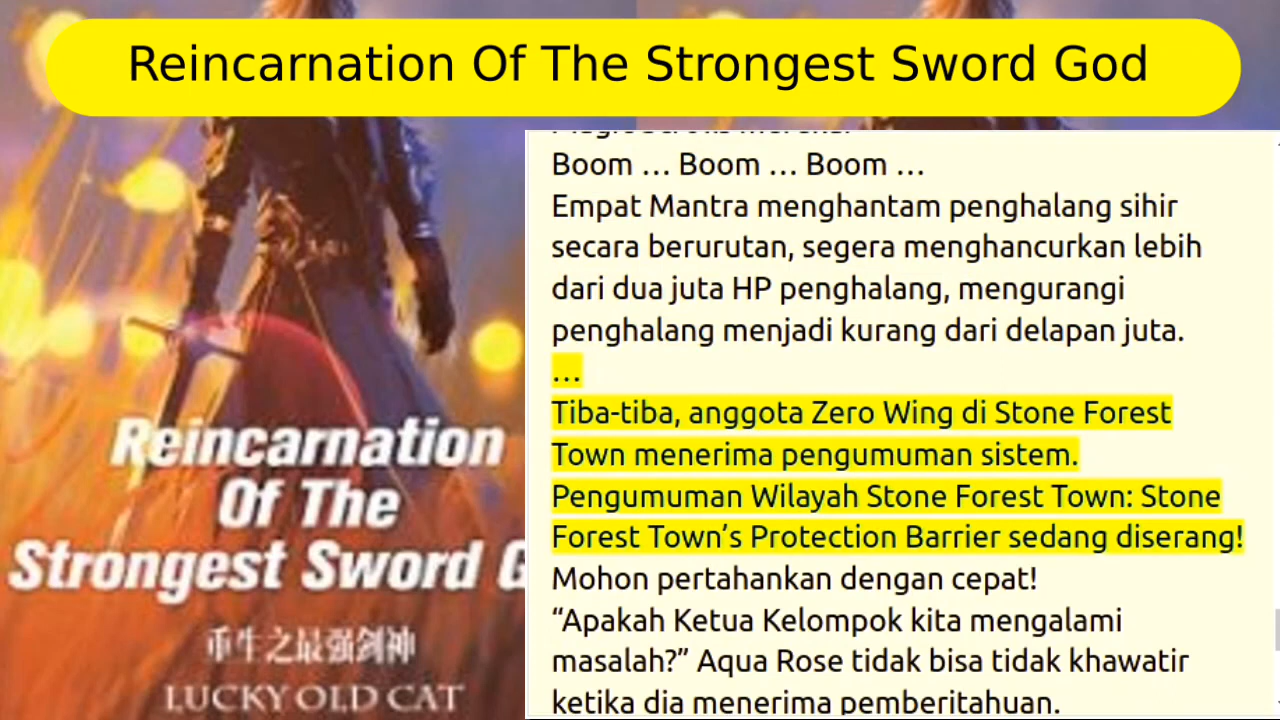 Reincarnation Of The Strongest Sword God
Boom … Boom … Boom …
Empat Mantra menghantam penghalang sihir
secara berurutan, segera menghancurkan lebih
dari dua juta HP penghalang, mengurangi
penghalang menjadi kurang dari delapan juta.
…
Tiba-tiba, anggota Zero Wing di Stone Forest
Town menerima pengumuman sistem.
Pengumuman Wilayah Stone Forest Town: Stone
Forest Town’s Protection Barrier sedang diserang!
Mohon pertahankan dengan cepat!
“Apakah Ketua Kelompok kita mengalami
masalah?” Aqua Rose tidak bisa tidak khawatir
ketika dia menerima pemberitahuan.
Reincarnation
Of The
Strongest Sword G
重生之最强剑神
LUCKY OLD CAT